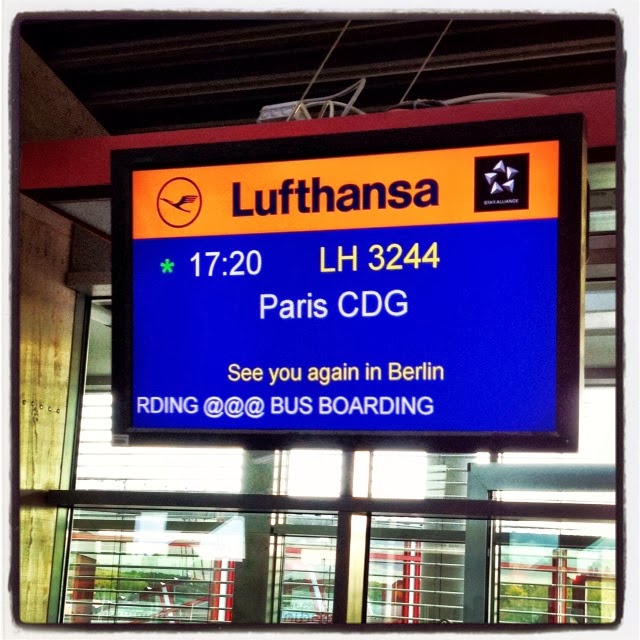 Lufthansa
STAR ALLIANCE
* 17:20 LH 3244
Paris CDG
See you again in Berlin
RDING @@@ BUS BOARDING